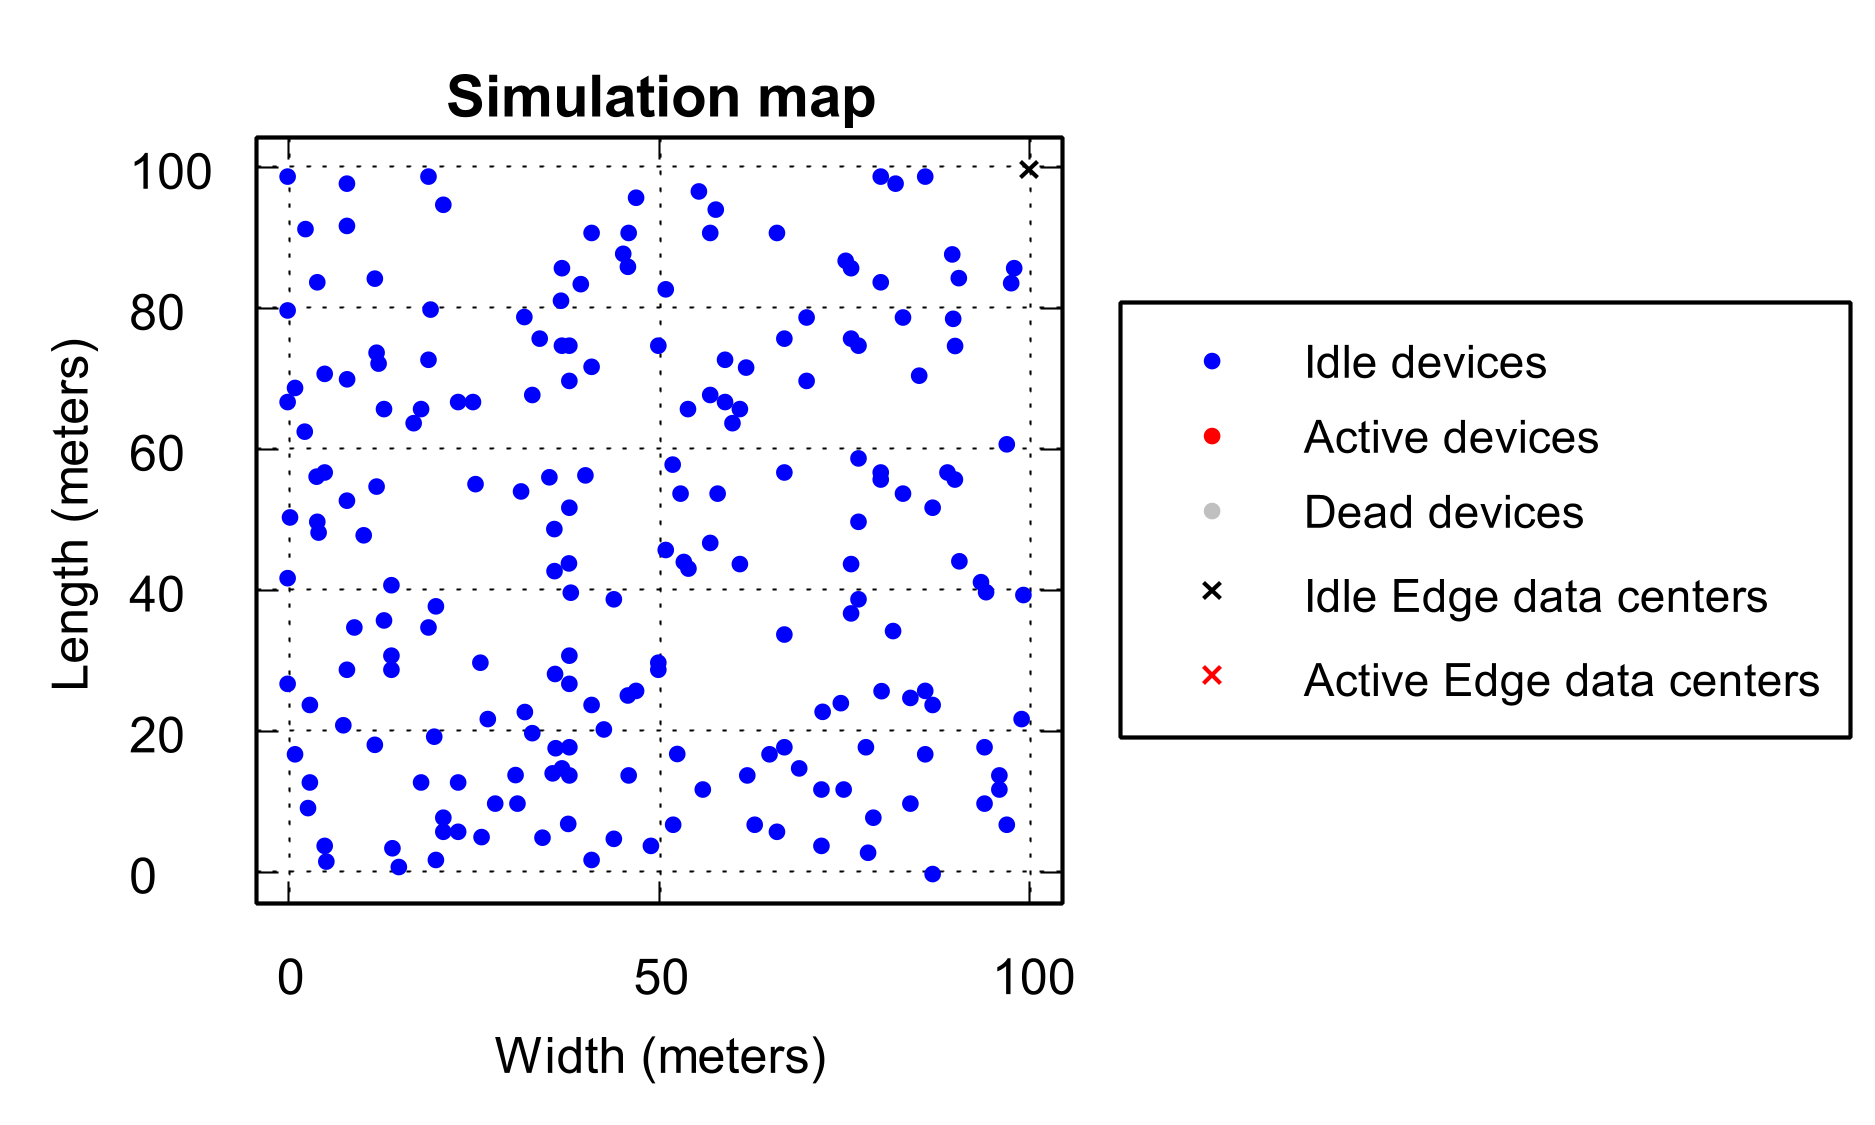 Simulation map
100
80
60
40
20
0
Length (meters)
0 50 100
Width (meters)
Idle devices
Active devices
Dead devices
Idle Edge data centers
Active Edge data centers